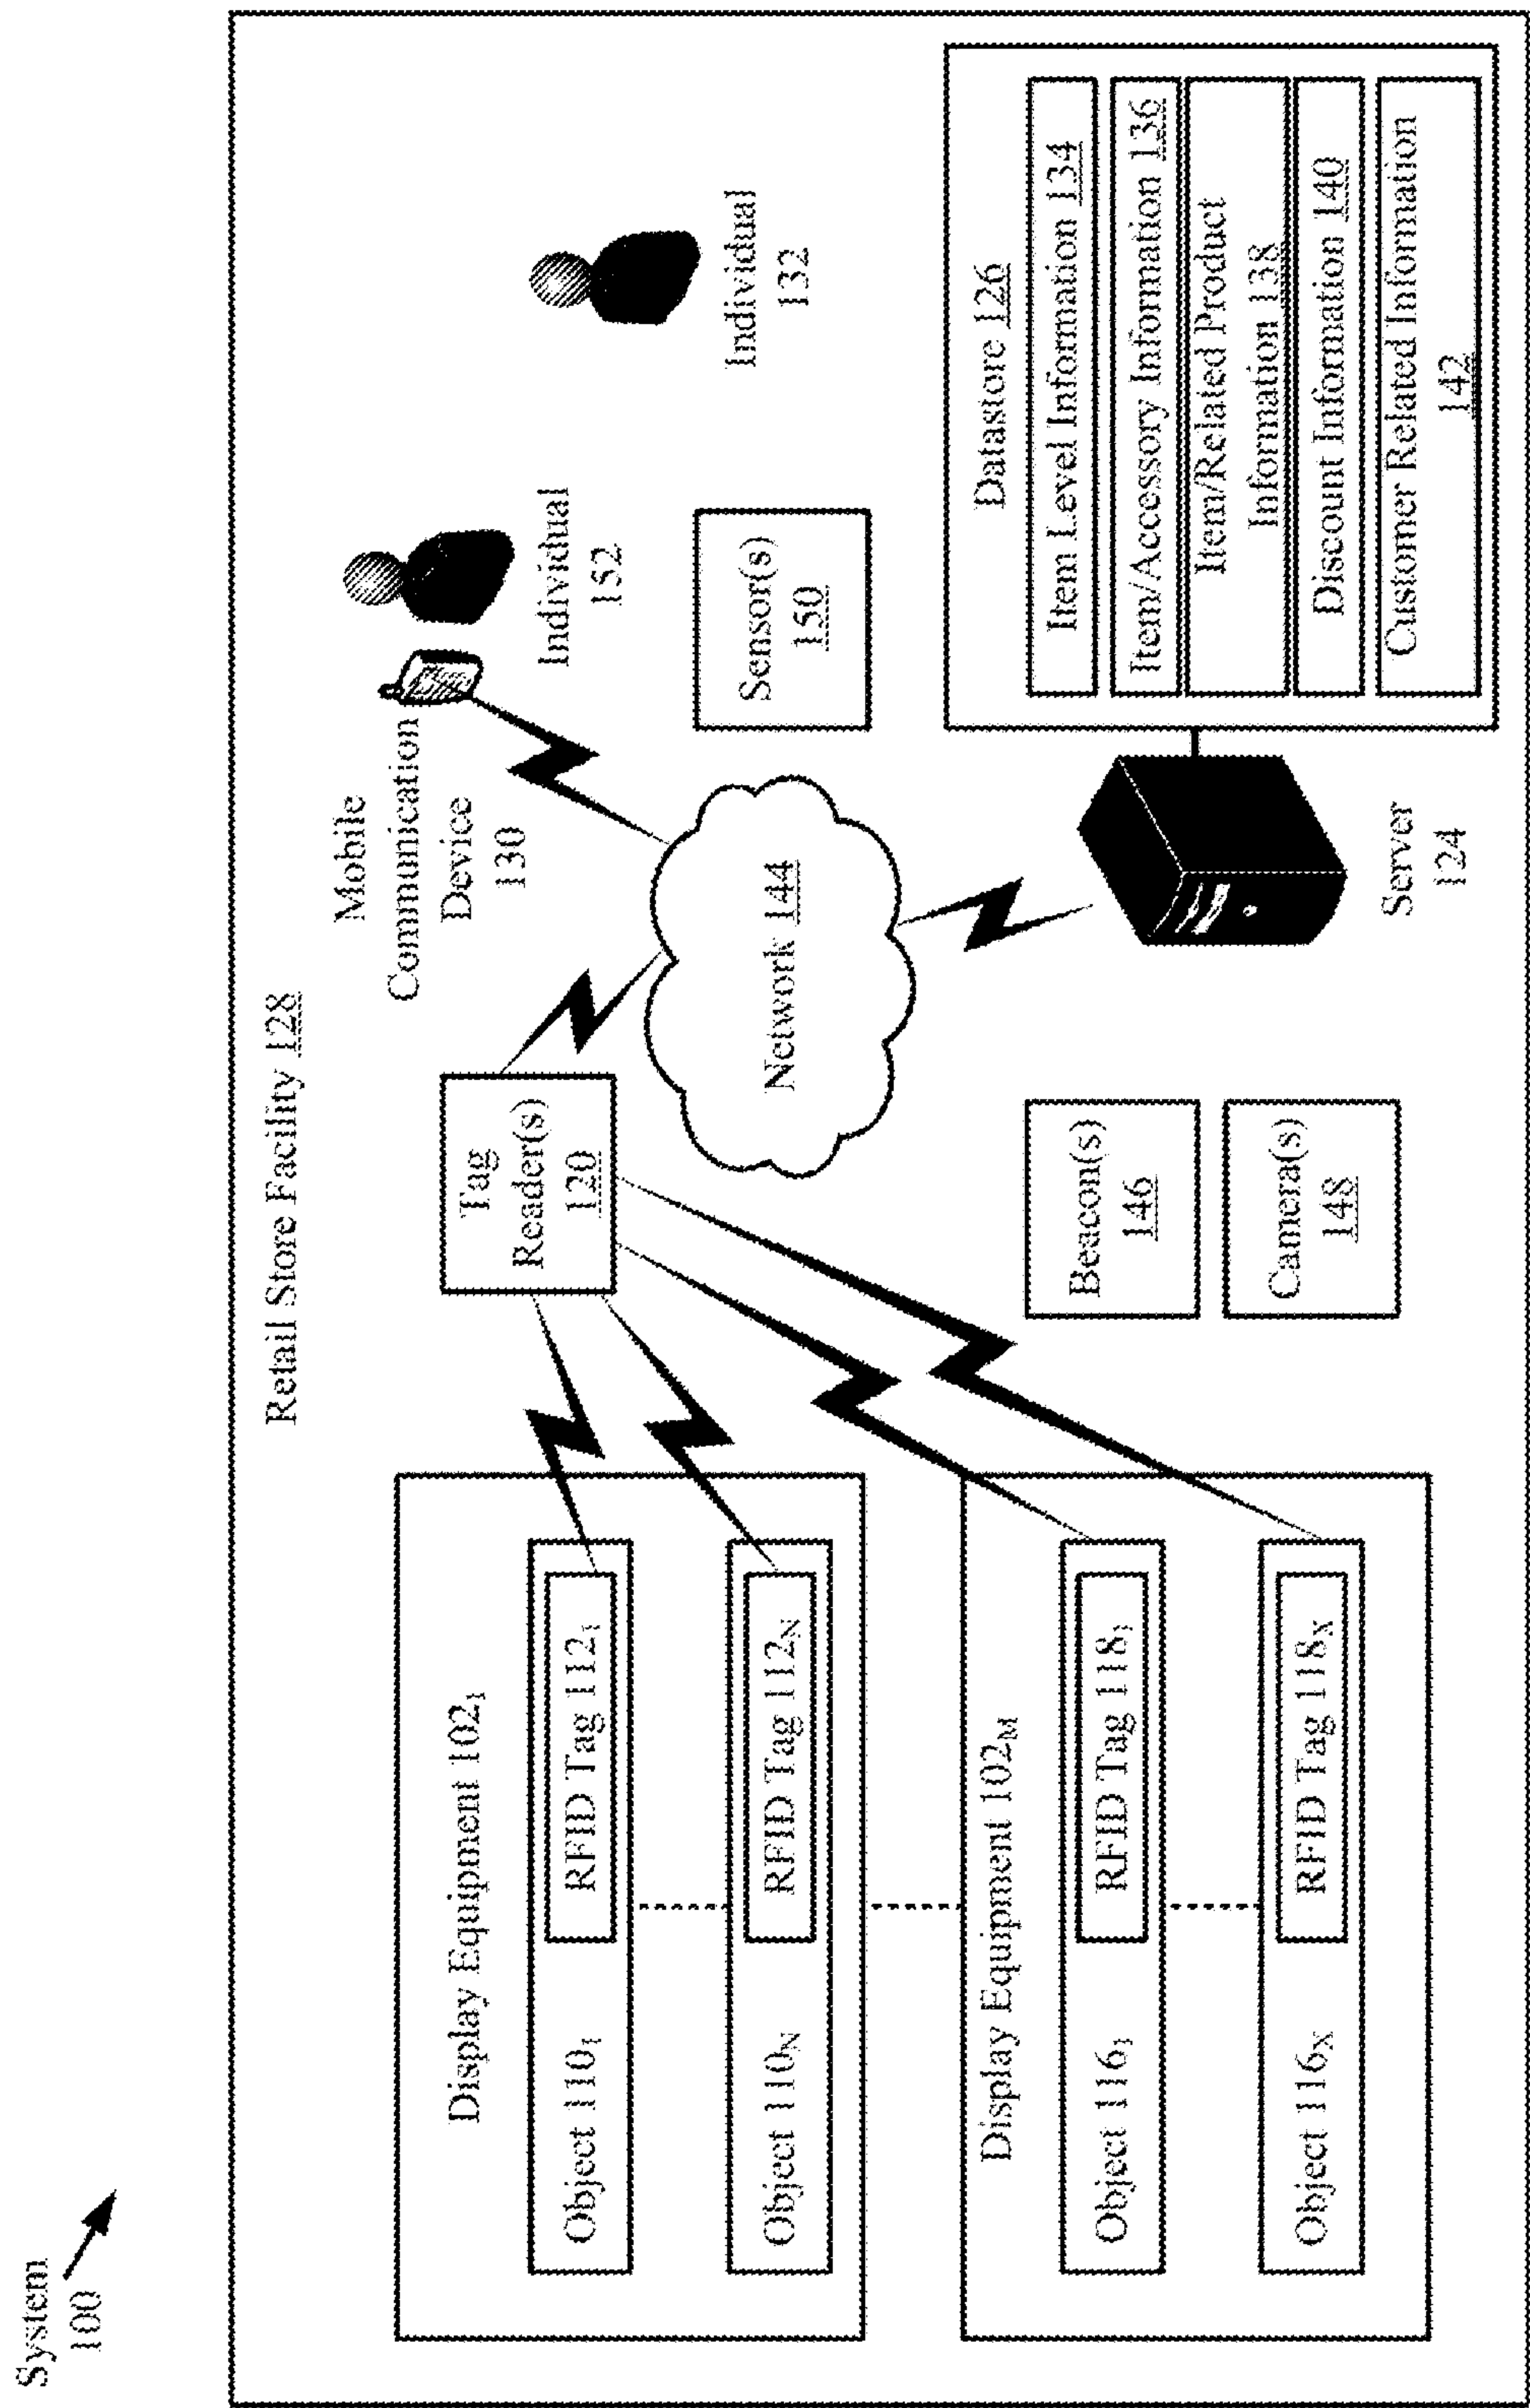 System
100
Retail Store Facility 128
Display Equipment 102₁
Object 110₁
RFID Tag 112₁
Object 110N
RFID Tag 112N
Display Equipment 102M
Object 116₁
RFID Tag 118₁
Object 116X
RFID Tag 118X
Tag
Reader(s)
120
Beacon(s)
146
Camera(s)
148
Mobile
Communication
Device
130
Network 144
Server
124
Individual
152
Sensor(s)
150
Individual
132
Datastore 126
Item Level Information 134
Item/Accessory Information 136
Item/Related Product
Information 138
Discount Information 140
Customer Related Information
142